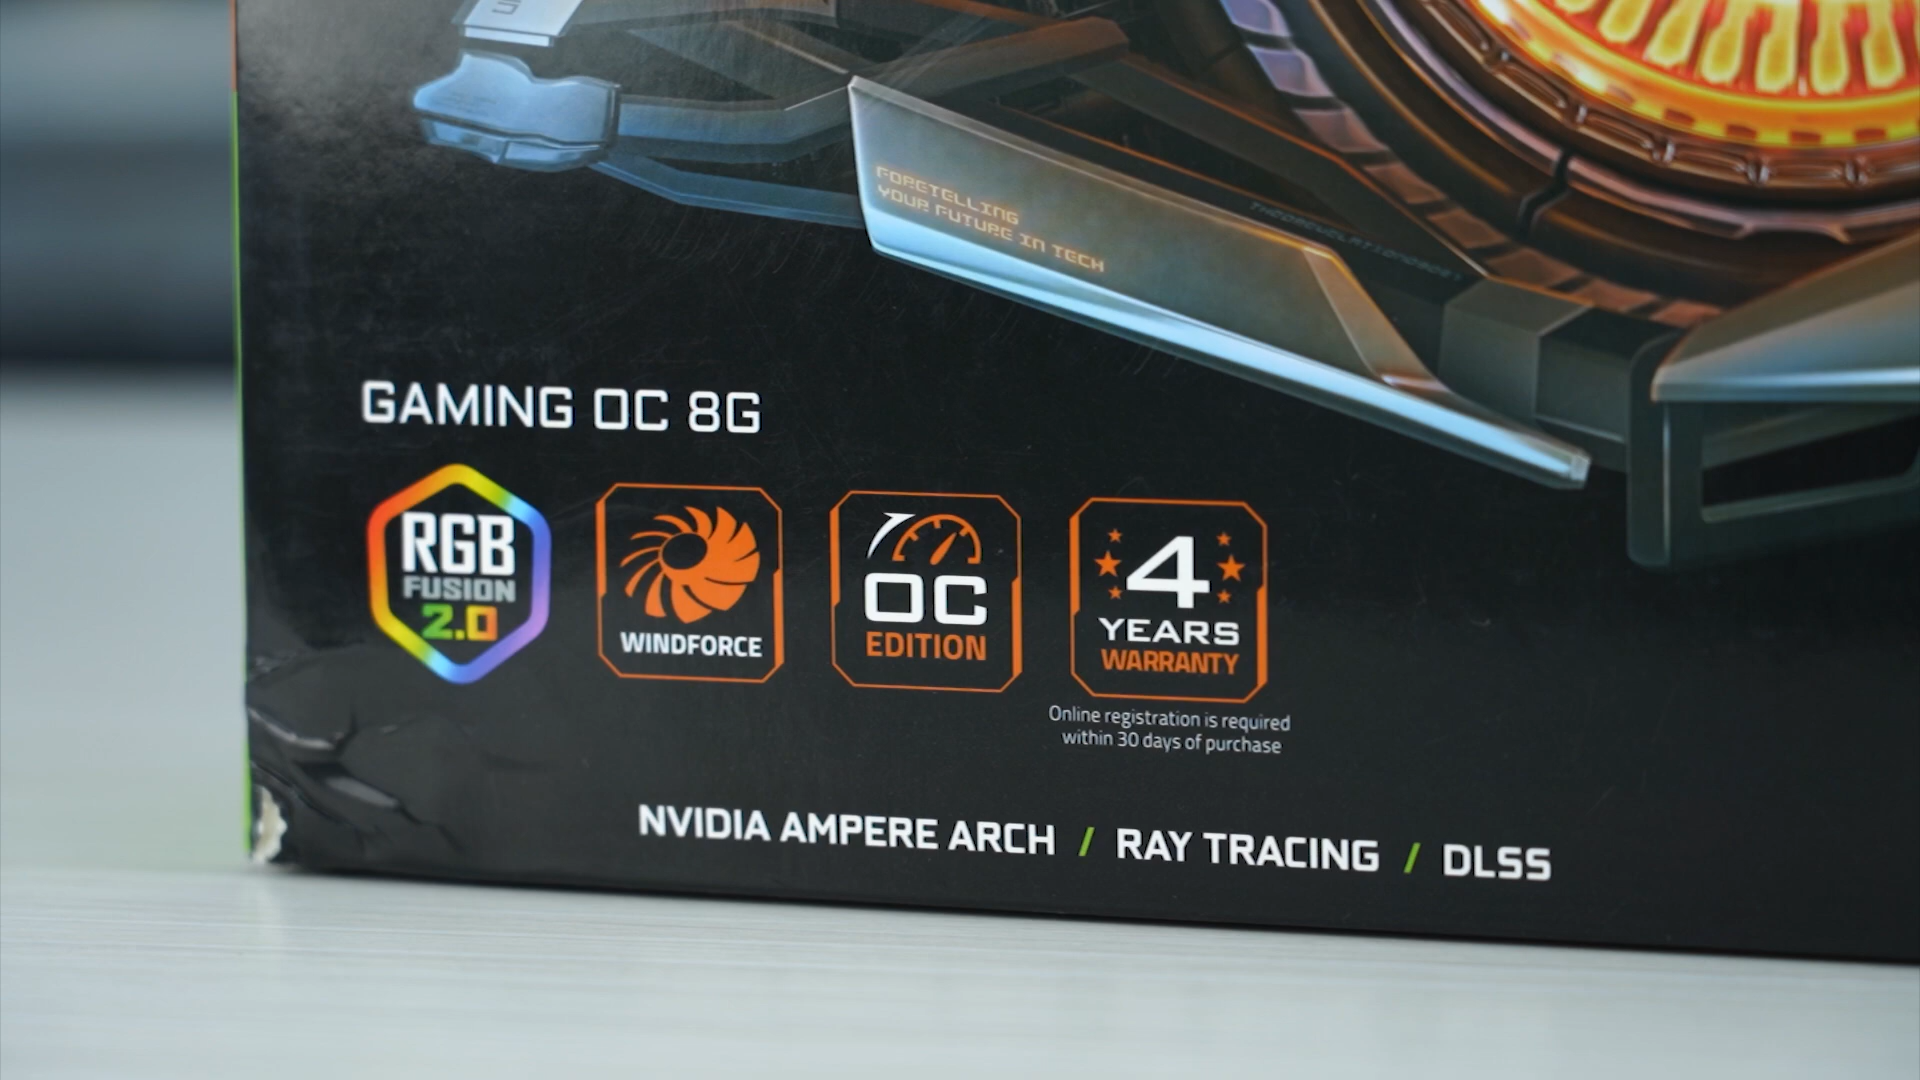 FORETELLING
YOUR FUTURE IN TECH
GAMING OC 8G
RGB
FUSION
2.0
WINDFORCE
OC
EDITION
4
YEARS
WARRANTY
Online registration is required
within 30 days of purchase
NVIDIA AMPERE ARCH / RAY TRACING / DLSS